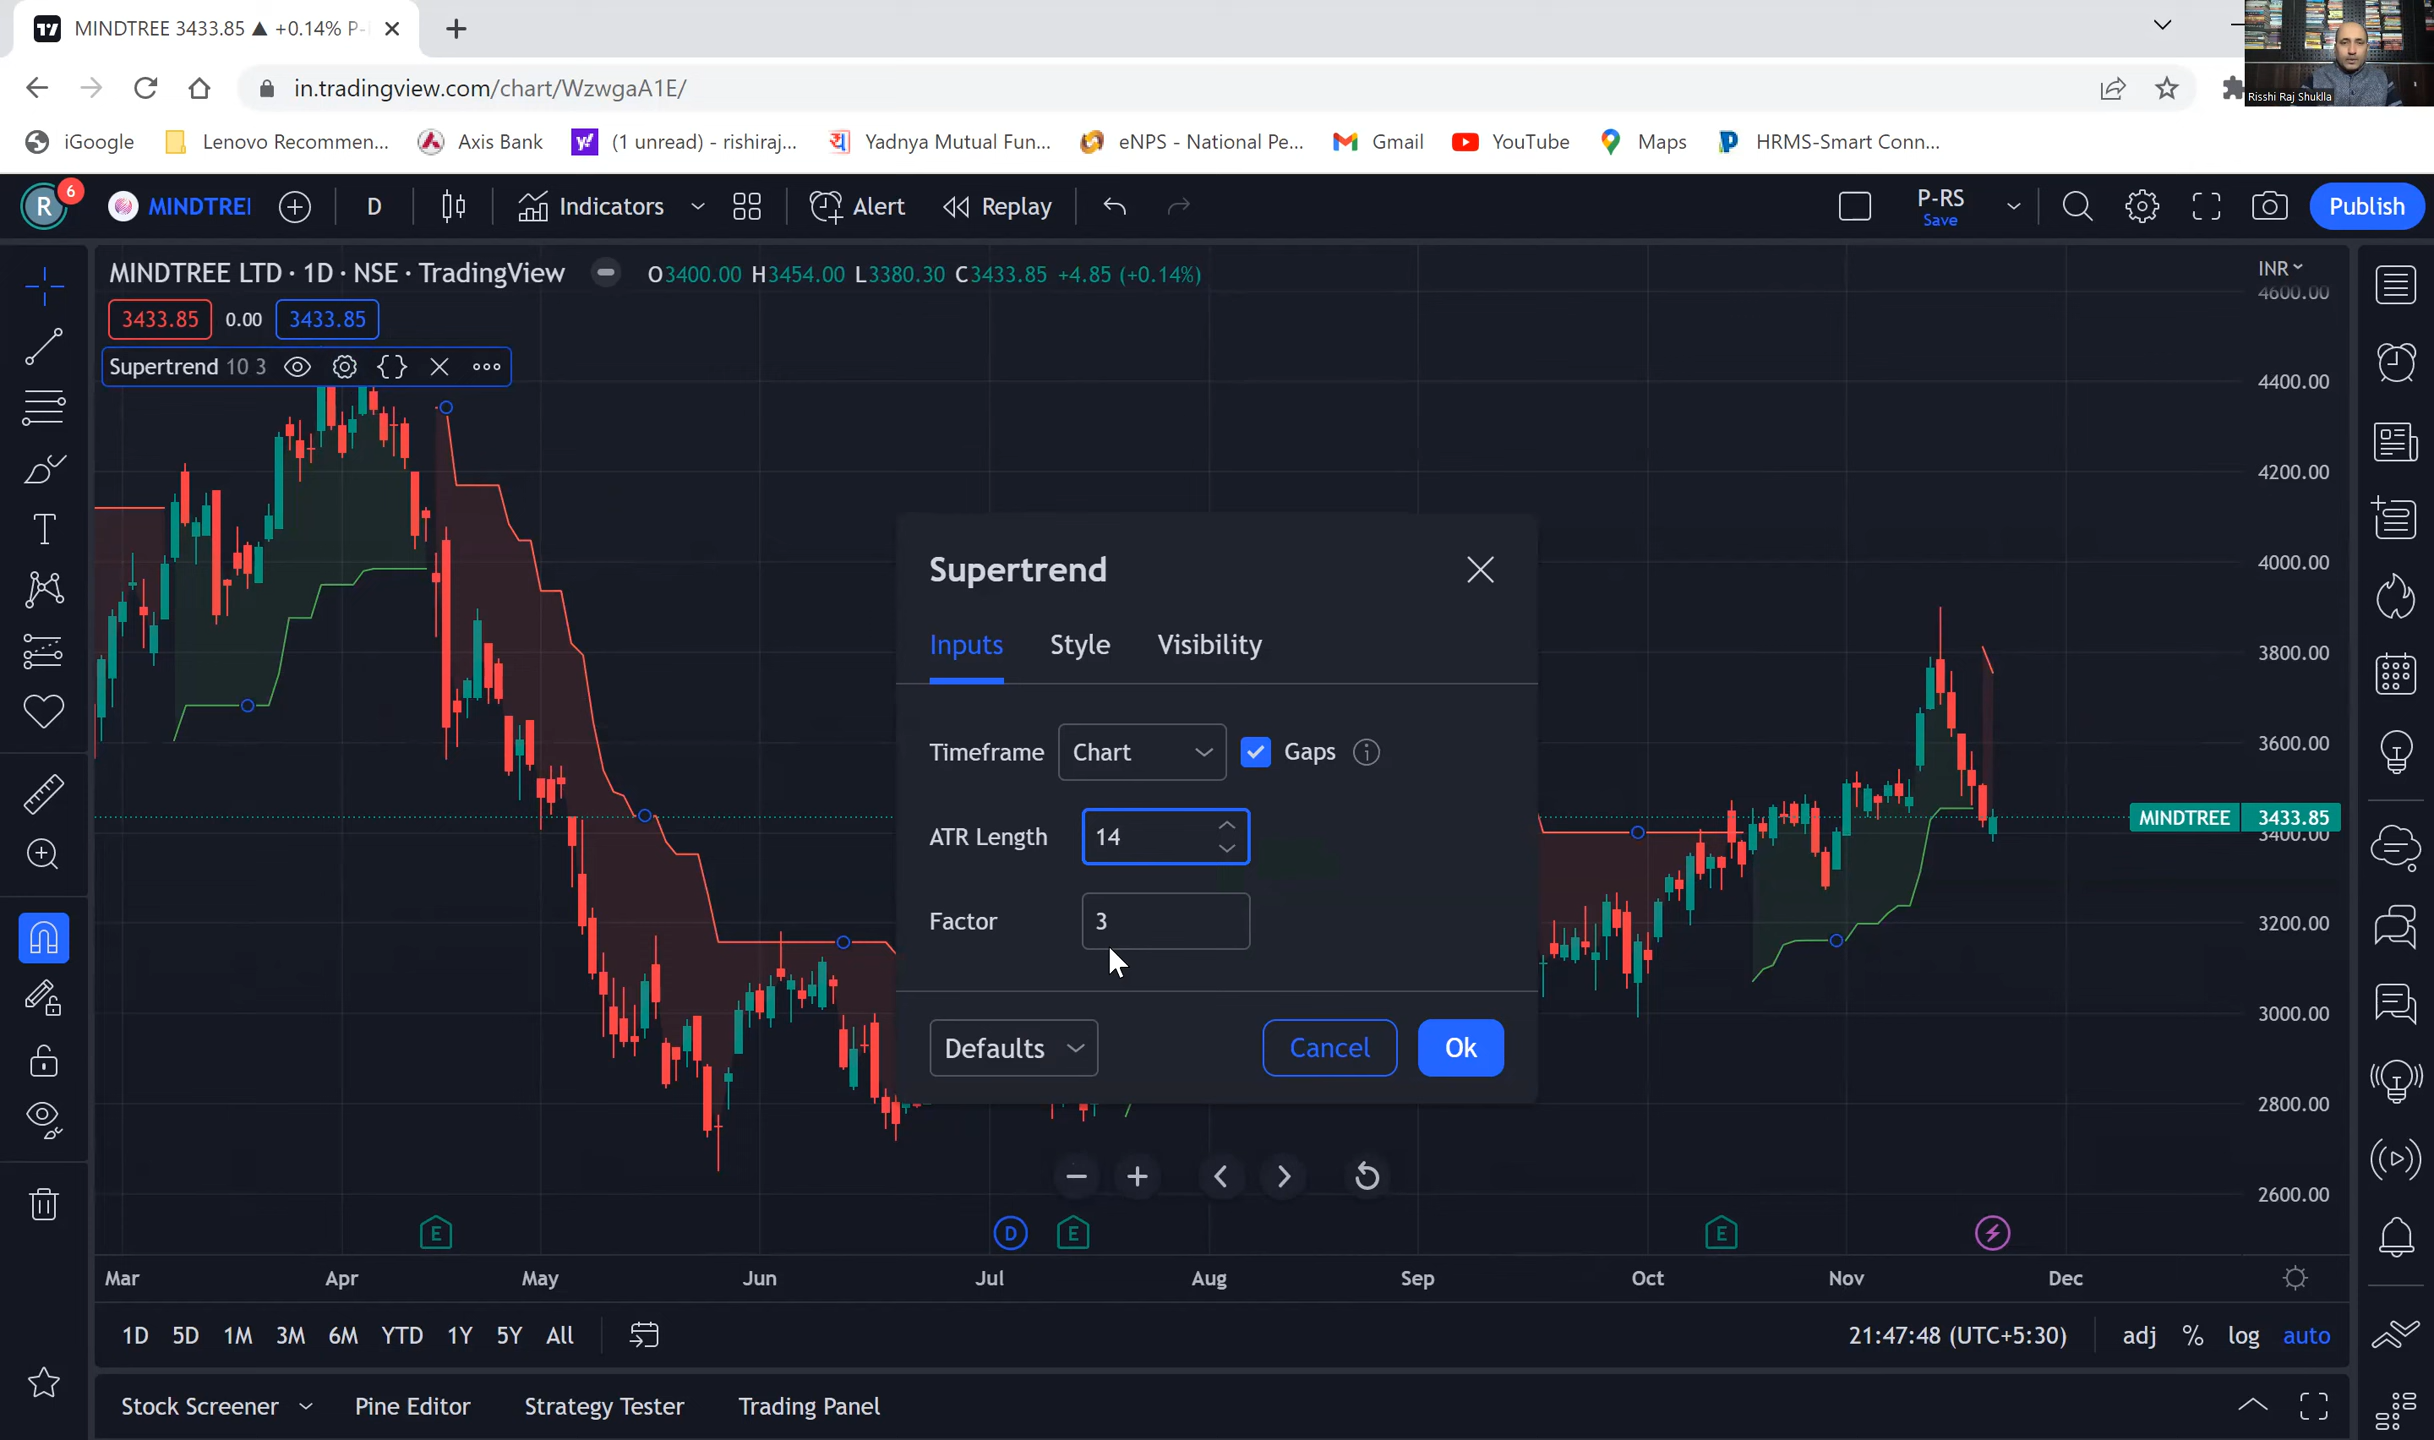 MINDTREE 3433.85 ▲ +0.14% P-
in.tradingview.com/chart/WzwgaA1E/
Risshi Raj Shuklla
iGoogle
Lenovo Recommen...
Axis Bank
(1 unread) - rishiraj...
Yadnya Mutual Fun...
eNPS - National Pe...
Gmail
YouTube
Maps
HRMS-Smart Conn...
R 6
MINDTREE
D
Indicators
Alert
Replay
P-RS
Save
Publish
MINDTREE LTD · 1D · NSE · TradingView
O3400.00 H3454.00 L3380.30 C3433.85 +4.85 (+0.14%)
INR
3433.85 0.00 3433.85
Supertrend 10 3
4600.00
4400.00
4200.00
4000.00
3800.00
3600.00
MINDTREE 3433.85
3400.00
3200.00
3000.00
2800.00
2600.00
Supertrend
Inputs Style Visibility
Timeframe Chart Gaps
ATR Length 14
Factor 3
Defaults Cancel Ok
E D E E
Mar Apr May Jun Jul Aug Sep Oct Nov Dec
1D 5D 1M 3M 6M YTD 1Y 5Y All
21:47:48 (UTC+5:30) adj % log auto
Stock Screener Pine Editor Strategy Tester Trading Panel